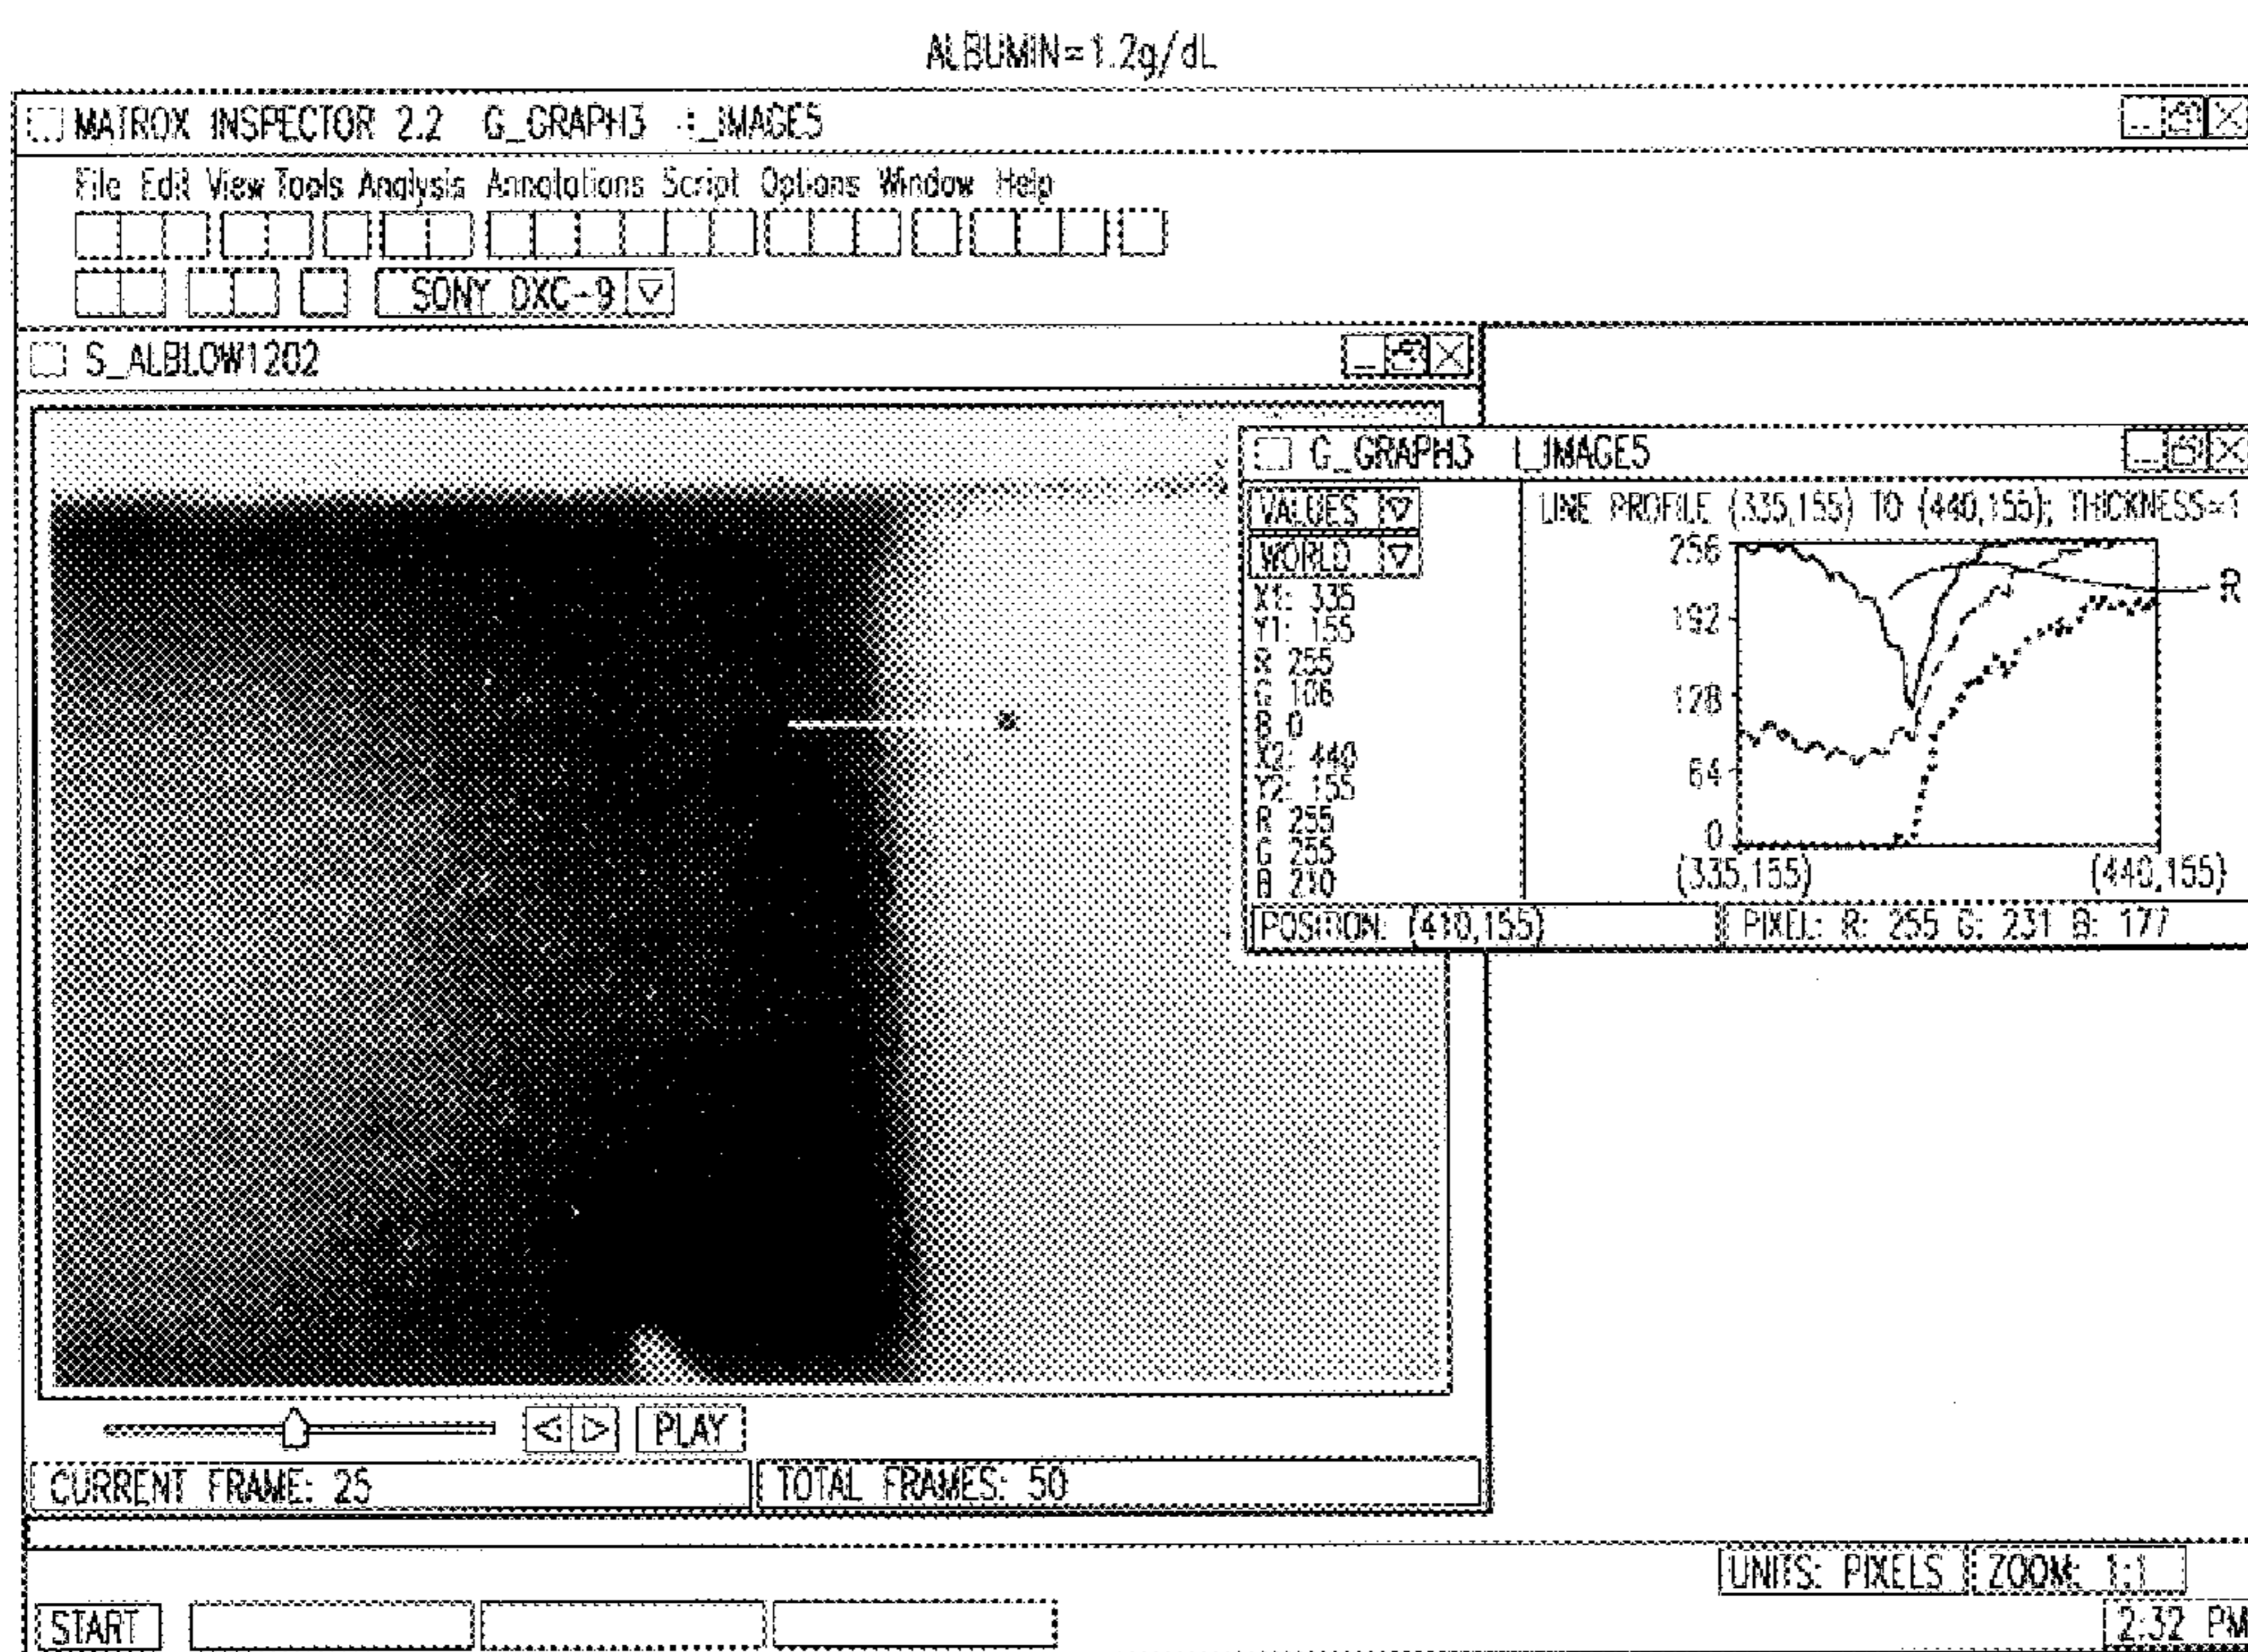 ALBUMIN=1.2g/dL
MATROX INSPECTOR 2.2 G_GRAPH3 I_IMAGE5
File Edit View Tools Analysis Annotations Script Options Window Help
SONY DXC-9
S_ALBLOW1202
G_GRAPH3 I_IMAGE5
VALUES
WORLD
X1: 335
Y1: 155
R 255
G 106
B 0
X2: 440
Y2: 155
R 255
G 255
B 210
LINE PROFILE (335,155) TO (440,155); THICKNESS=1
256
192
128
64
0
R
(335,155) (440,155)
POSITION: (410,155) PIXEL: R: 255 G: 231 B: 177
PLAY
CURRENT FRAME: 25 TOTAL FRAMES: 50
UNITS: PIXELS ZOOM: 1:1
START 2:32 PM